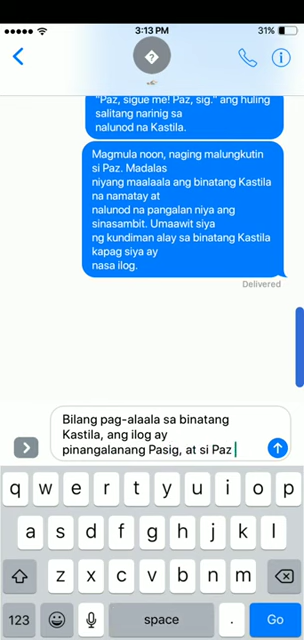 3:13 PM
31%
"Paz, sigue me! Paz, sig." ang huling
salitang narinig sa
nalunod na Kastila.
Magmula noon, naging malungkutin
si Paz. Madalas
niyang maalaala ang binatang Kastila
na namatay at
nalunod na pangalan niya ang
sinasambit. Umaawit siya
ng kundiman alay sa binatang Kastila
kapag siya ay
nasa ilog.
Delivered
Bilang pag-alaala sa binatang
Kastila, ang ilog ay
pinangalanang Pasig, at si Paz
q w e r t y u i o p
a s d f g h j k l
z x c v b n m
123 space . Go